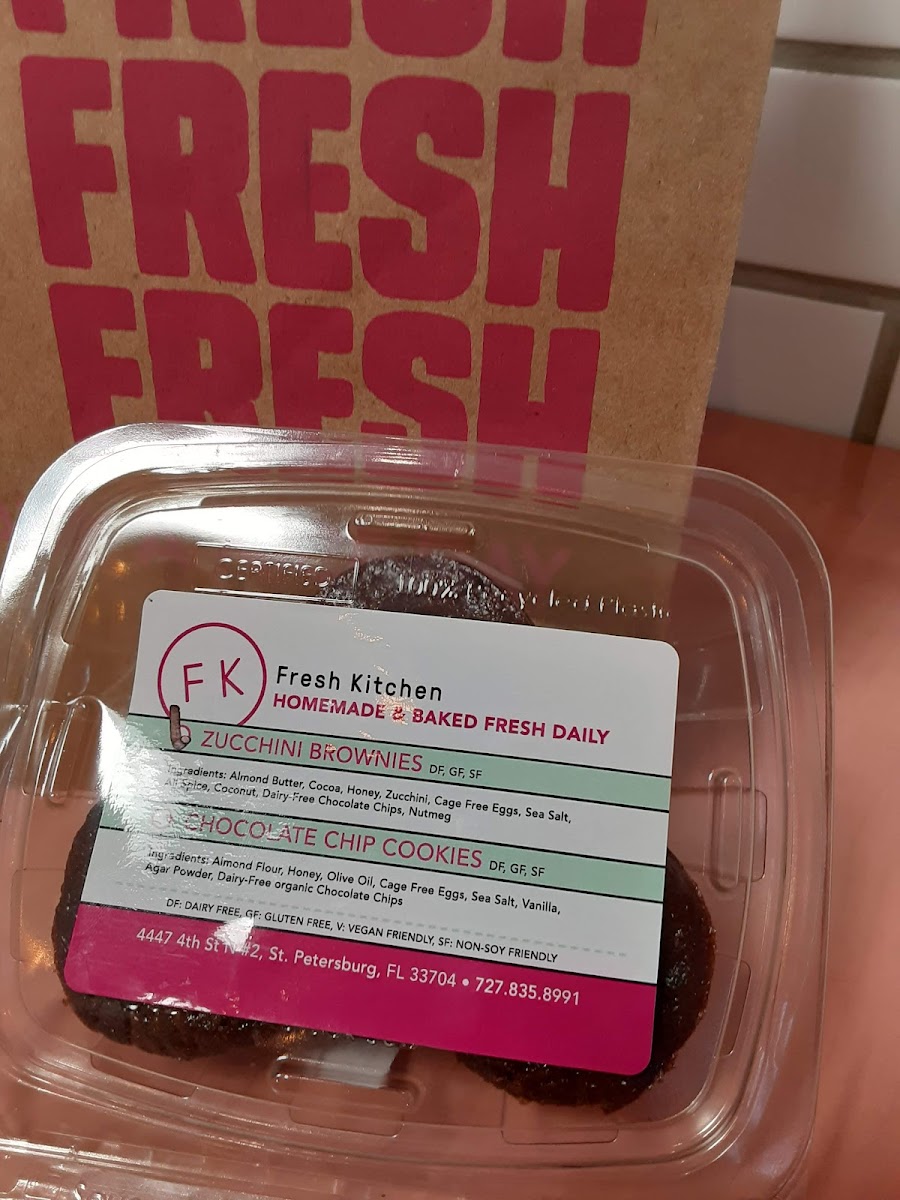 FRESH
FRESH
FRESH
CERTIFIED 100% Recycled Plastic
FK
Fresh Kitchen
HOMEMADE & BAKED FRESH DAILY
ZUCCHINI BROWNIES DF, GF, SF
Ingredients: Almond Butter, Cocoa, Honey, Zucchini, Cage Free Eggs, Sea Salt,
All Spice, Coconut, Dairy-Free Chocolate Chips, Nutmeg
CHOCOLATE CHIP COOKIES DF, GF, SF
Ingredients: Almond Flour, Honey, Olive Oil, Cage Free Eggs, Sea Salt, Vanilla,
Agar Powder, Dairy-Free organic Chocolate Chips
DF: DAIRY FREE, GF: GLUTEN FREE, V: VEGAN FRIENDLY, SF: NON-SOY FRIENDLY
4447 4th St N #2, St. Petersburg, FL 33704 • 727.835.8991